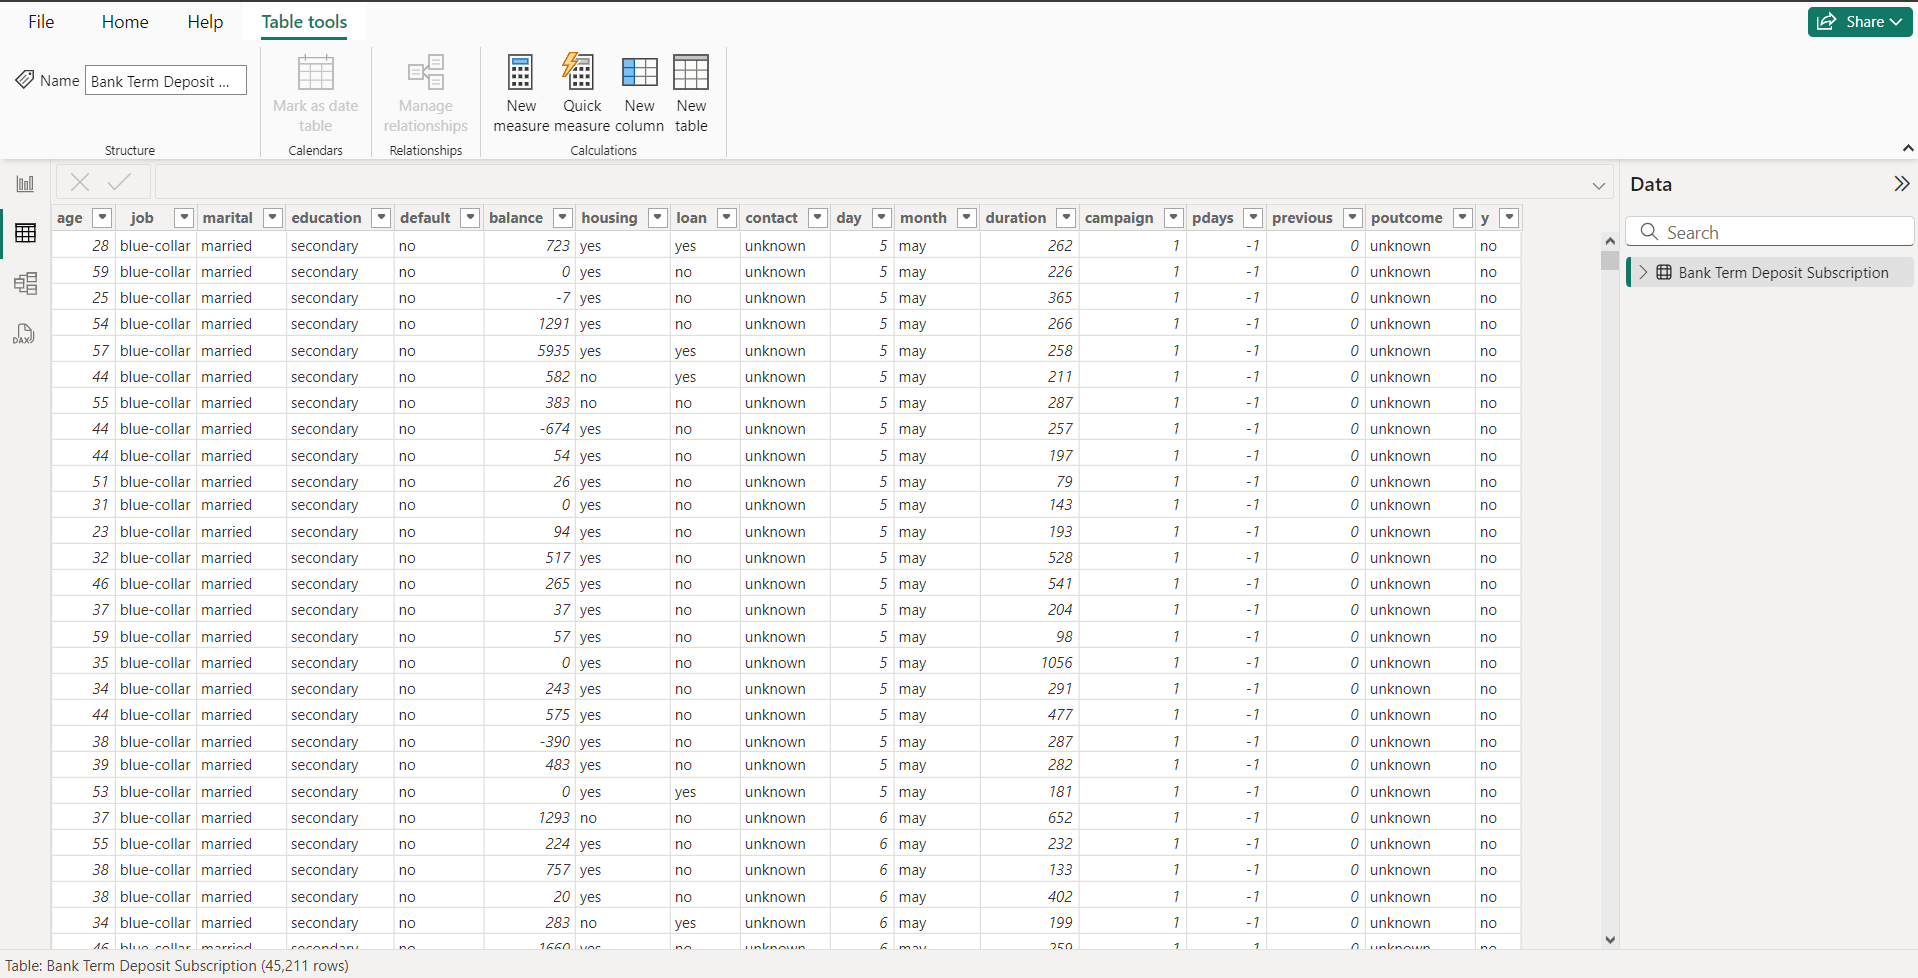 File Home Help Table tools Share
Name Bank Term Deposit ...
Mark as date table
Manage relationships
New measure
Quick measure
New column
New table
Structure Calendars Relationships Calculations
Data
Search
Bank Term Deposit Subscription
DAX
age job marital education default balance housing loan contact day month duration campaign pdays previous poutcome y
28 blue-collar married secondary no 723 yes yes unknown 5 may 262 1 -1 0 unknown no
59 blue-collar married secondary no 0 yes no unknown 5 may 226 1 -1 0 unknown no
25 blue-collar married secondary no -7 yes no unknown 5 may 365 1 -1 0 unknown no
54 blue-collar married secondary no 1291 yes no unknown 5 may 266 1 -1 0 unknown no
57 blue-collar married secondary no 5935 yes yes unknown 5 may 258 1 -1 0 unknown no
44 blue-collar married secondary no 582 no yes unknown 5 may 211 1 -1 0 unknown no
55 blue-collar married secondary no 383 no no unknown 5 may 287 1 -1 0 unknown no
44 blue-collar married secondary no -674 yes no unknown 5 may 257 1 -1 0 unknown no
44 blue-collar married secondary no 54 yes no unknown 5 may 197 1 -1 0 unknown no
51 blue-collar married secondary no 26 yes no unknown 5 may 79 1 -1 0 unknown no
31 blue-collar married secondary no 0 yes no unknown 5 may 143 1 -1 0 unknown no
23 blue-collar married secondary no 94 yes no unknown 5 may 193 1 -1 0 unknown no
32 blue-collar married secondary no 517 yes no unknown 5 may 528 1 -1 0 unknown no
46 blue-collar married secondary no 265 yes no unknown 5 may 541 1 -1 0 unknown no
37 blue-collar married secondary no 37 yes no unknown 5 may 204 1 -1 0 unknown no
59 blue-collar married secondary no 57 yes no unknown 5 may 98 1 -1 0 unknown no
35 blue-collar married secondary no 0 yes no unknown 5 may 1056 1 -1 0 unknown no
34 blue-collar married secondary no 243 yes no unknown 5 may 291 1 -1 0 unknown no
44 blue-collar married secondary no 575 yes no unknown 5 may 477 1 -1 0 unknown no
38 blue-collar married secondary no -390 yes no unknown 5 may 287 1 -1 0 unknown no
39 blue-collar married secondary no 483 yes no unknown 5 may 282 1 -1 0 unknown no
53 blue-collar married secondary no 0 yes yes unknown 5 may 181 1 -1 0 unknown no
37 blue-collar married secondary no 1293 no no unknown 6 may 652 1 -1 0 unknown no
55 blue-collar married secondary no 224 yes no unknown 6 may 232 1 -1 0 unknown no
38 blue-collar married secondary no 757 yes no unknown 6 may 133 1 -1 0 unknown no
38 blue-collar married secondary no 20 yes no unknown 6 may 402 1 -1 0 unknown no
34 blue-collar married secondary no 283 no yes unknown 6 may 199 1 -1 0 unknown no
46 blue-collar married secondary no 1660 yes no unknown 6 may 259 1 -1 0 unknown no
Table: Bank Term Deposit Subscription (45,211 rows)